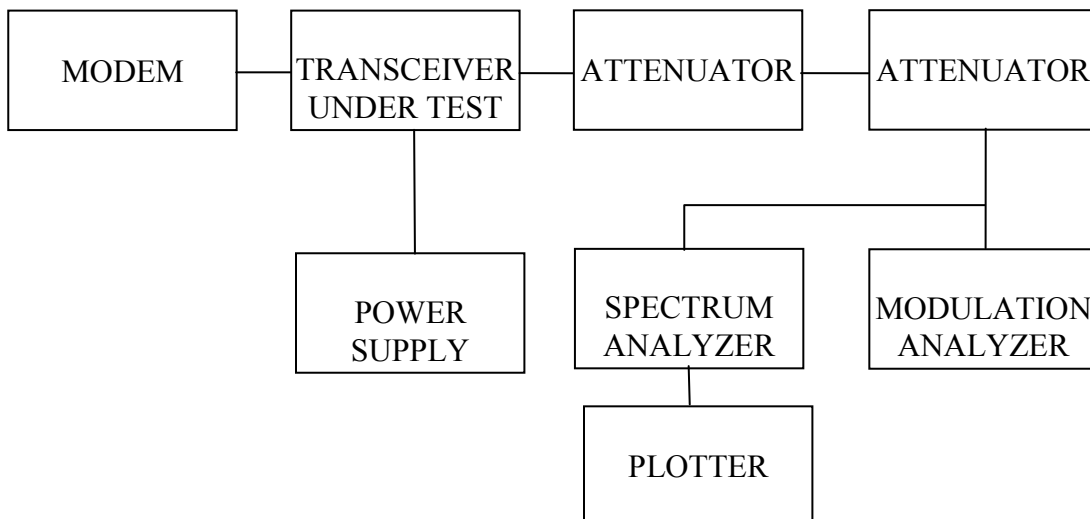 MODEM
TRANSCEIVER
UNDER TEST
ATTENUATOR
ATTENUATOR
POWER
SUPPLY
SPECTRUM
ANALYZER
MODULATION
ANALYZER
PLOTTER